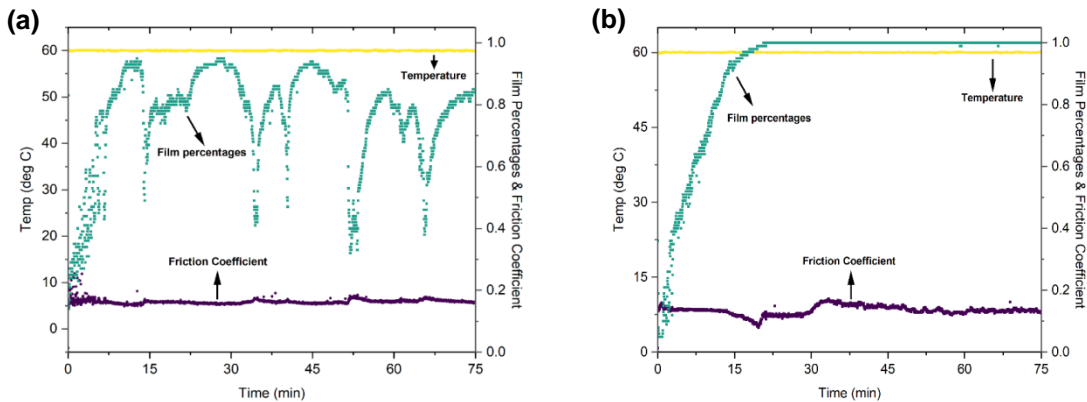 (a)
Temp (deg C)
60
50
40
30
20
10
0
0
15
30
45
60
75
Time (min)
1.0
0.8
0.6
0.4
0.2
0.0
Film Percentages & Friction Coefficient
Temperature
Film percentages
Friction Coefficient
(b)
Temp (deg C)
60
45
30
15
0
0
15
30
45
60
75
Time (min)
1.0
0.8
0.6
0.4
0.2
0.0
Film Percentages & Friction Coefficient
Temperature
Film percentages
Friction Coefficient